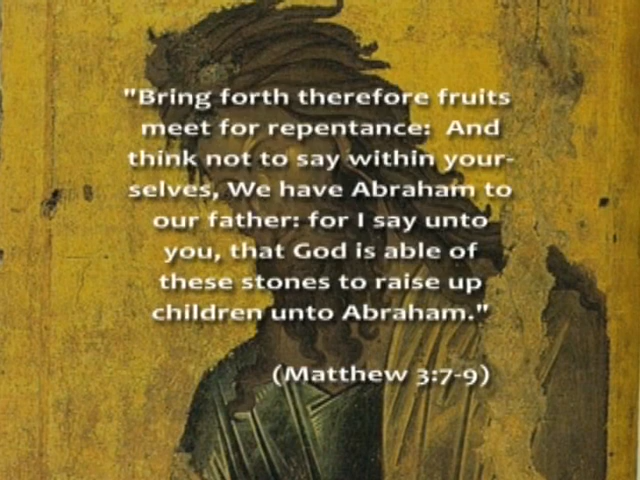 "Bring forth therefore fruits
meet for repentance:  And
think not to say within your-
selves, We have Abraham to
our father: for I say unto
you, that God is able of
these stones to raise up
children unto Abraham."
(Matthew 3:7-9)